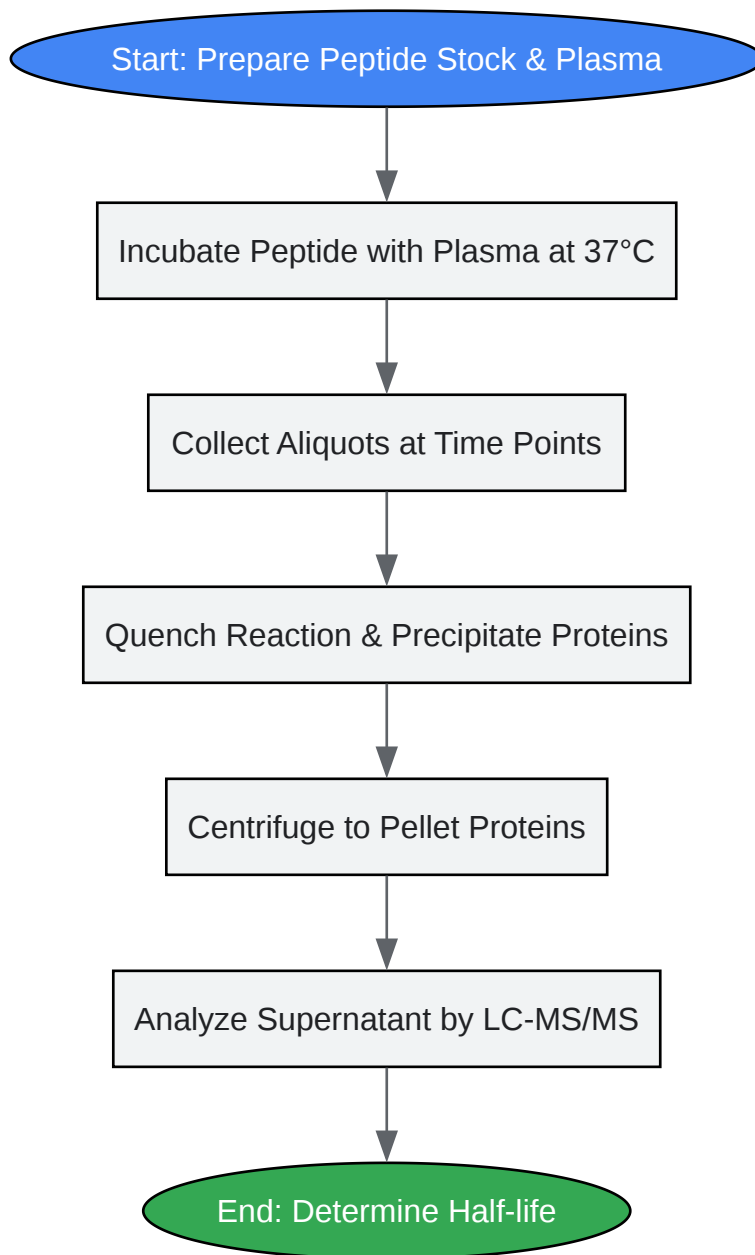 Start: Prepare Peptide Stock & Plasma
Incubate Peptide with Plasma at 37°C
Collect Aliquots at Time Points
Quench Reaction & Precipitate Proteins
Centrifuge to Pellet Proteins
Analyze Supernatant by LC-MS/MS
End: Determine Half-life